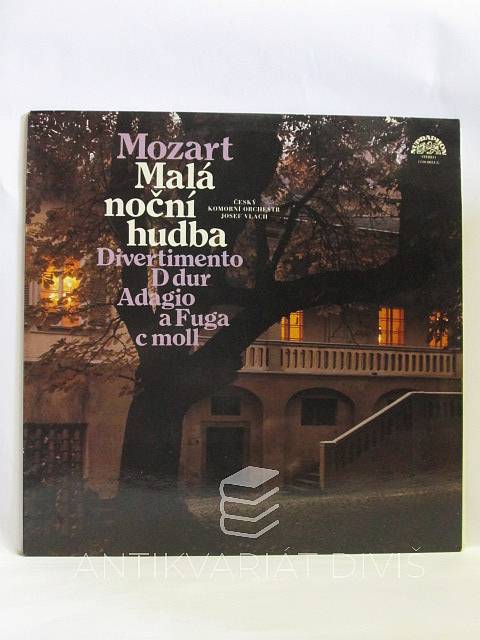 Mozart
Malá
noční
hudba
Divertimento
D dur
Adagio
a Fuga
c moll
ČESKÝ
KOMORNÍ ORCHESTR
JOSEF VLACH
SUPRAPHON
STEREO
ANTIKVARIÁT DIVIŠ